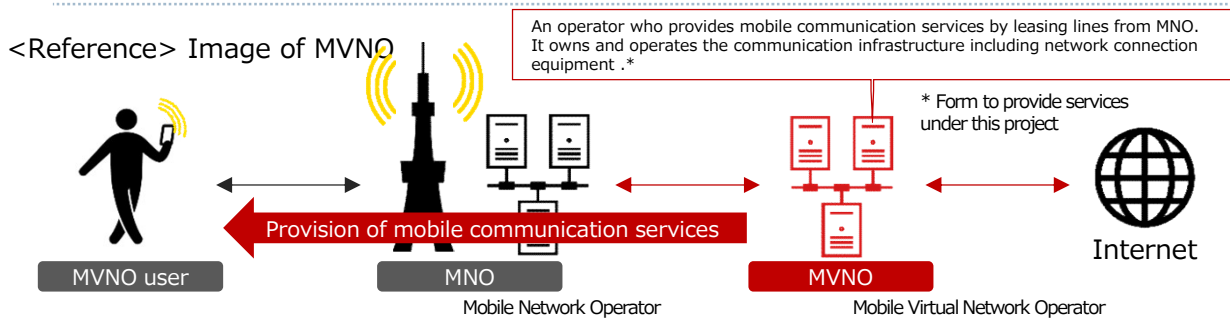 <Reference> Image of MVNO
An operator who provides mobile communication services by leasing lines from MNO.
It owns and operates the communication infrastructure including network connection
equipment .*
* Form to provide services
under this project
Provision of mobile communication services
Internet
MVNO user
MNO
MVNO
Mobile Network Operator
Mobile Virtual Network Operator